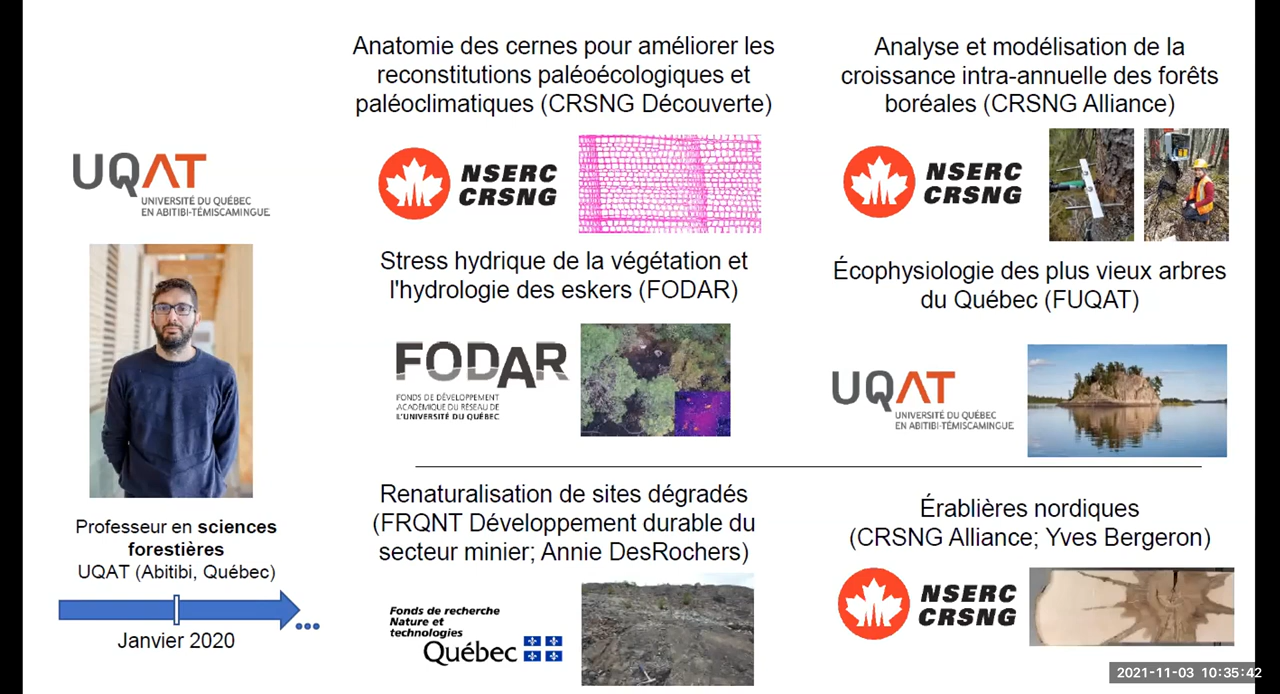 UQAT
UNIVERSITÉ DU QUÉBEC
EN ABITIBI-TÉMISCAMINGUE
Professeur en sciences
forestières
UQAT (Abitibi, Québec)
Janvier 2020
Anatomie des cernes pour améliorer les
reconstitutions paléoécologiques et
paléoclimatiques (CRSNG Découverte)
NSERC
CRSNG
Analyse et modélisation de la
croissance intra-annuelle des forêts
boréales (CRSNG Alliance)
NSERC
CRSNG
Stress hydrique de la végétation et
l'hydrologie des eskers (FODAR)
FODAR
FONDS DE DÉVELOPPEMENT
ACADÉMIQUE DU RÉSEAU DE
L'UNIVERSITÉ DU QUÉBEC
Écophysiologie des plus vieux arbres
du Québec (FUQAT)
UQAT
UNIVERSITÉ DU QUÉBEC
EN ABITIBI-TÉMISCAMINGUE
Renaturalisation de sites dégradés
(FRQNT Développement durable du
secteur minier; Annie DesRochers)
Fonds de recherche
Nature et
technologies
Québec
Érablières nordiques
(CRSNG Alliance; Yves Bergeron)
NSERC
CRSNG
2021-11-03 10:35:42